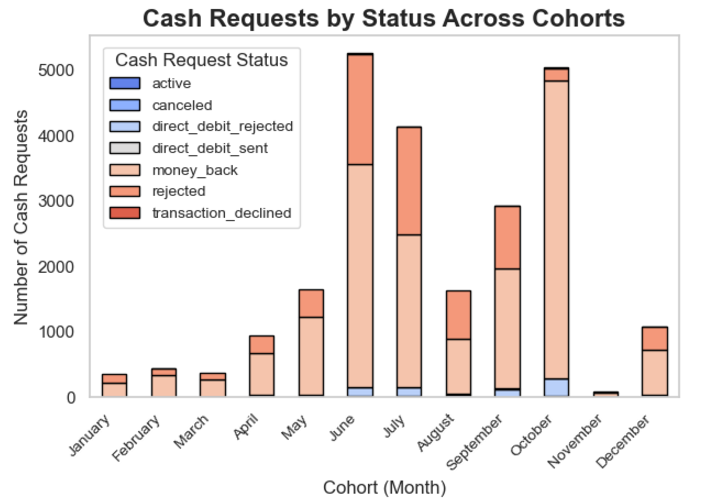 Cash Requests by Status Across Cohorts
Cash Request Status
active
canceled
direct_debit_rejected
direct_debit_sent
money_back
rejected
transaction_declined
Number of Cash Requests
5000
4000
3000
2000
1000
0
January
February
March
April
May
June
July
August
September
October
November
December
Cohort (Month)